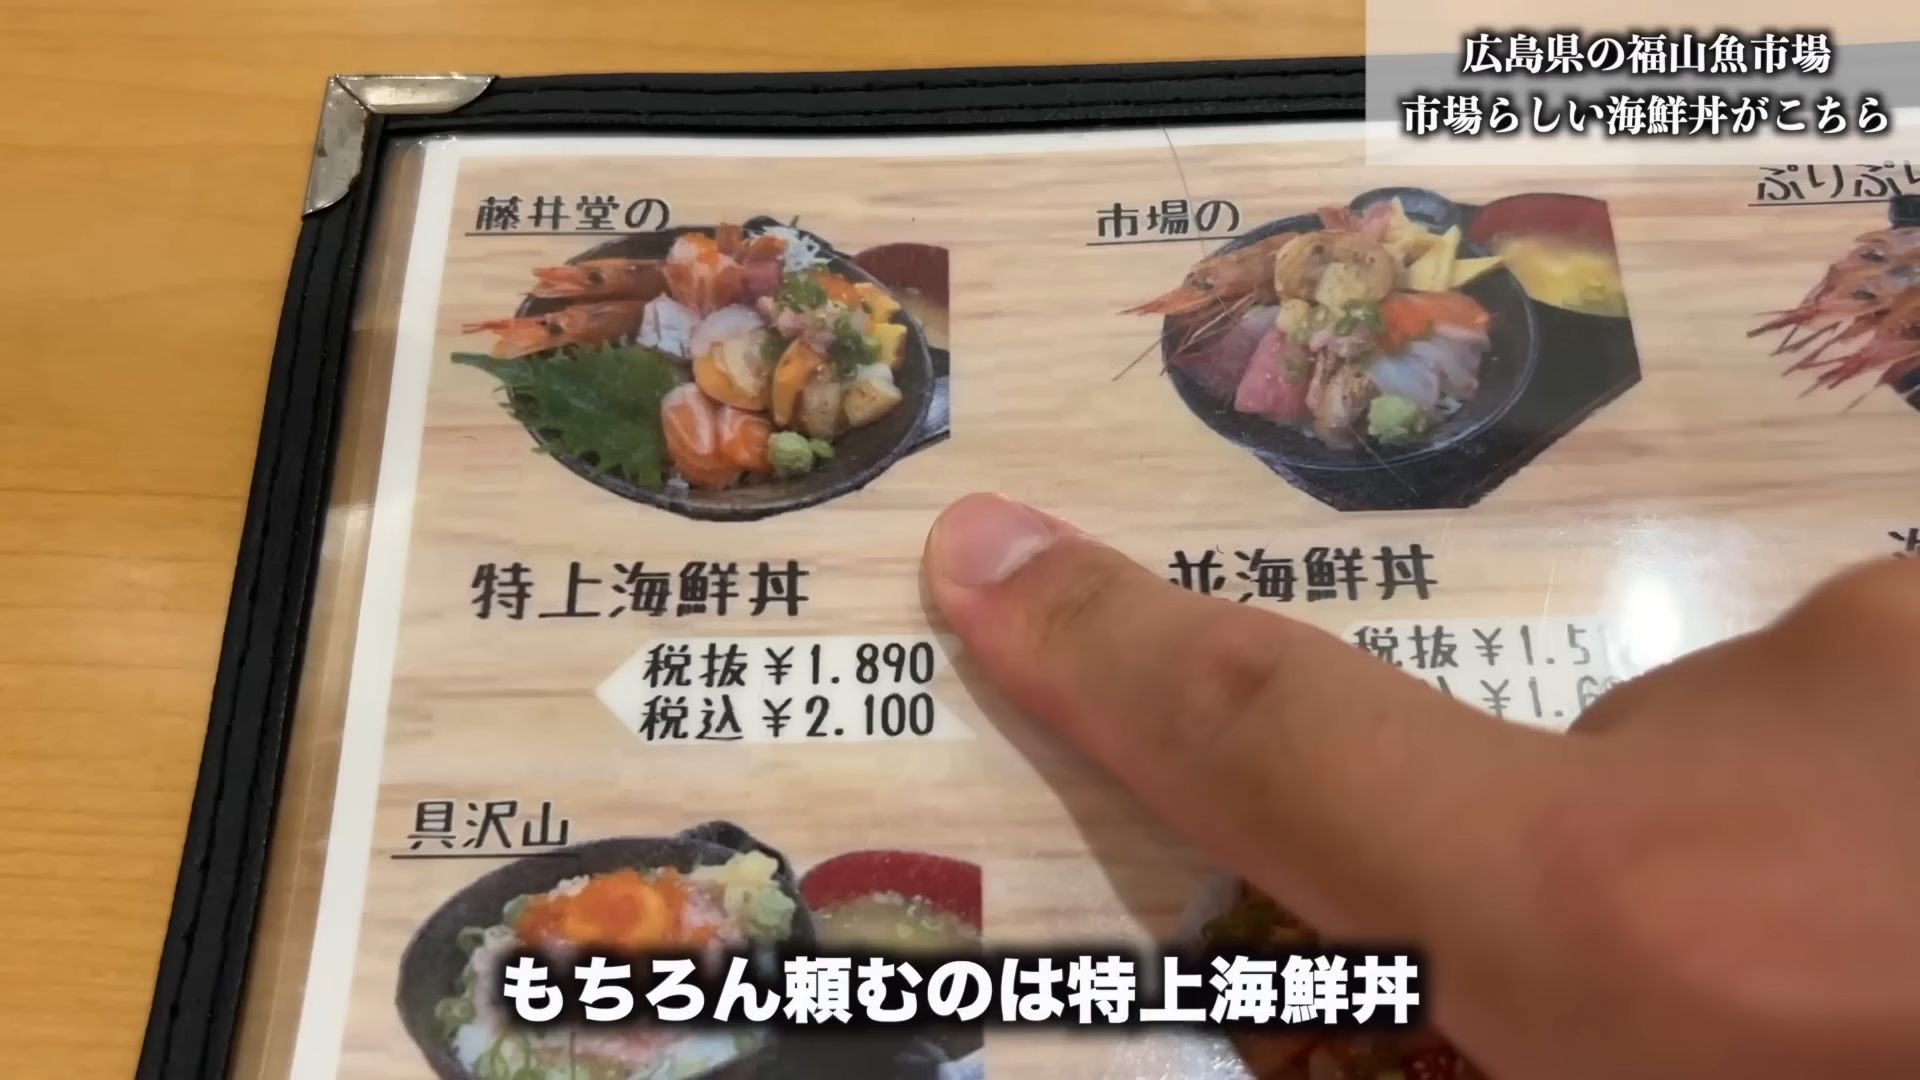 広島県の福山魚市場
市場らしい海鮮丼がこちら
藤井堂の
市場の
特上海鮮丼
並海鮮丼
税抜¥1.890
税込¥2.100
税抜¥1.5
¥1.6
具沢山
もちろん頼むのは特上海鮮丼